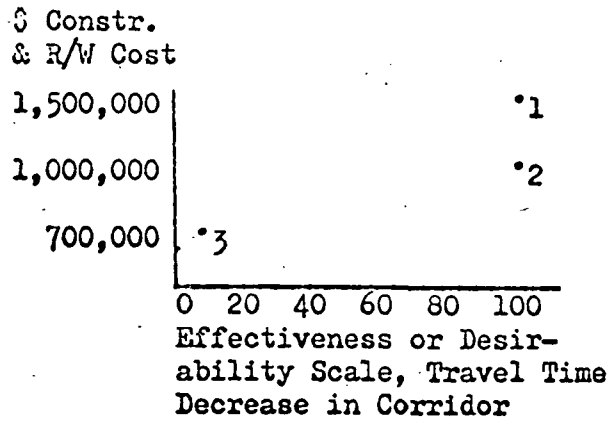 $ Constr.
& R/W Cost
1,500,000
•1
1,000,000
•2
700,000
•3
0 20 40 60 80 100
Effectiveness or Desir-
ability Scale, Travel Time
Decrease in Corridor